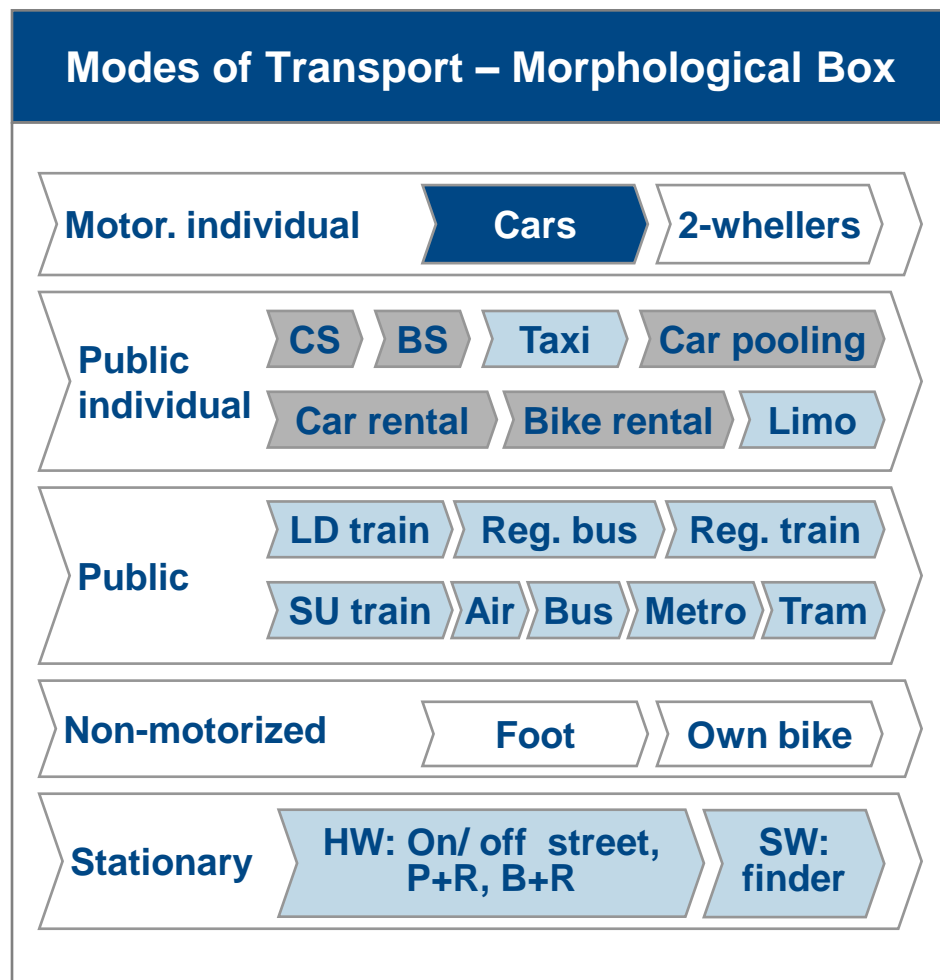 Modes of Transport – Morphological Box
Motor. individual
Cars
2-whellers
Public
individual
CS
BS
Taxi
Car pooling
Car rental
Bike rental
Limo
Public
LD train
Reg. bus
Reg. train
SU train
Air
Bus
Metro
Tram
Non-motorized
Foot
Own bike
Stationary
HW: On/ off street,
P+R, B+R
SW:
finder